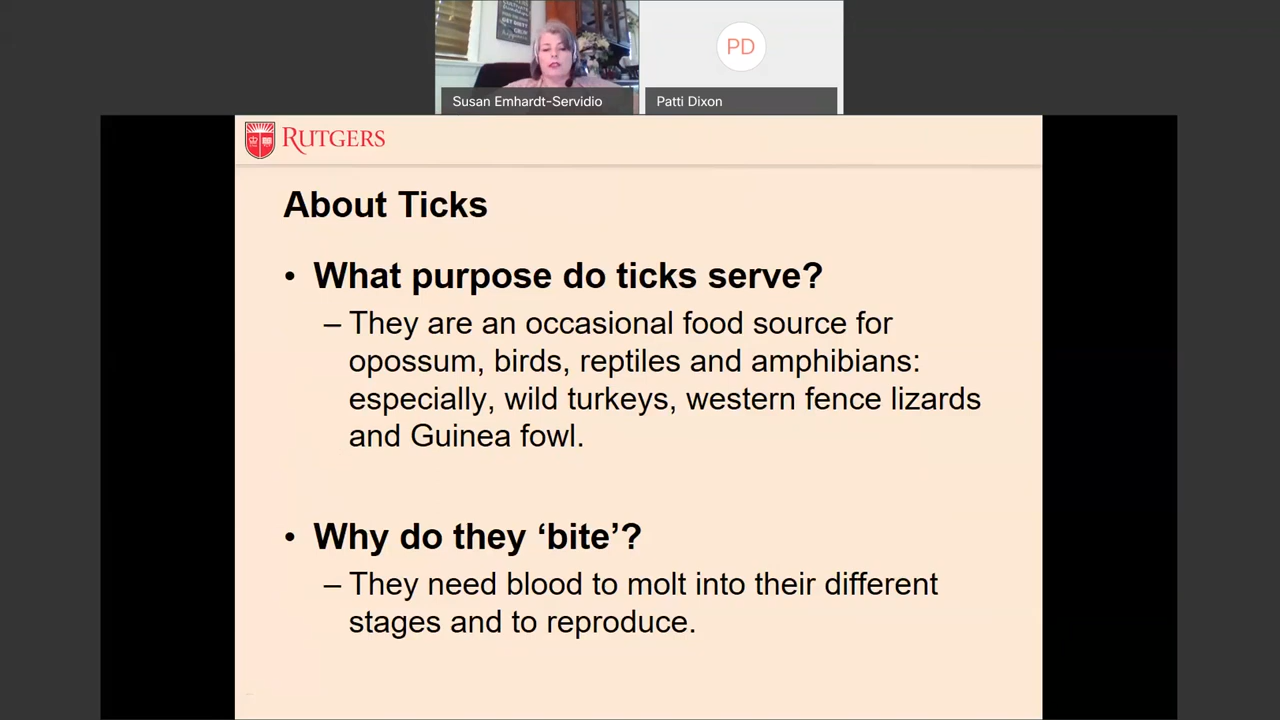 GET DIRTY
PD
Susan Emhardt-Servidio
Patti Dixon
RUTGERS
About Ticks
• What purpose do ticks serve?
– They are an occasional food source for
opossum, birds, reptiles and amphibians:
especially, wild turkeys, western fence lizards
and Guinea fowl.
• Why do they ‘bite’?
– They need blood to molt into their different
stages and to reproduce.